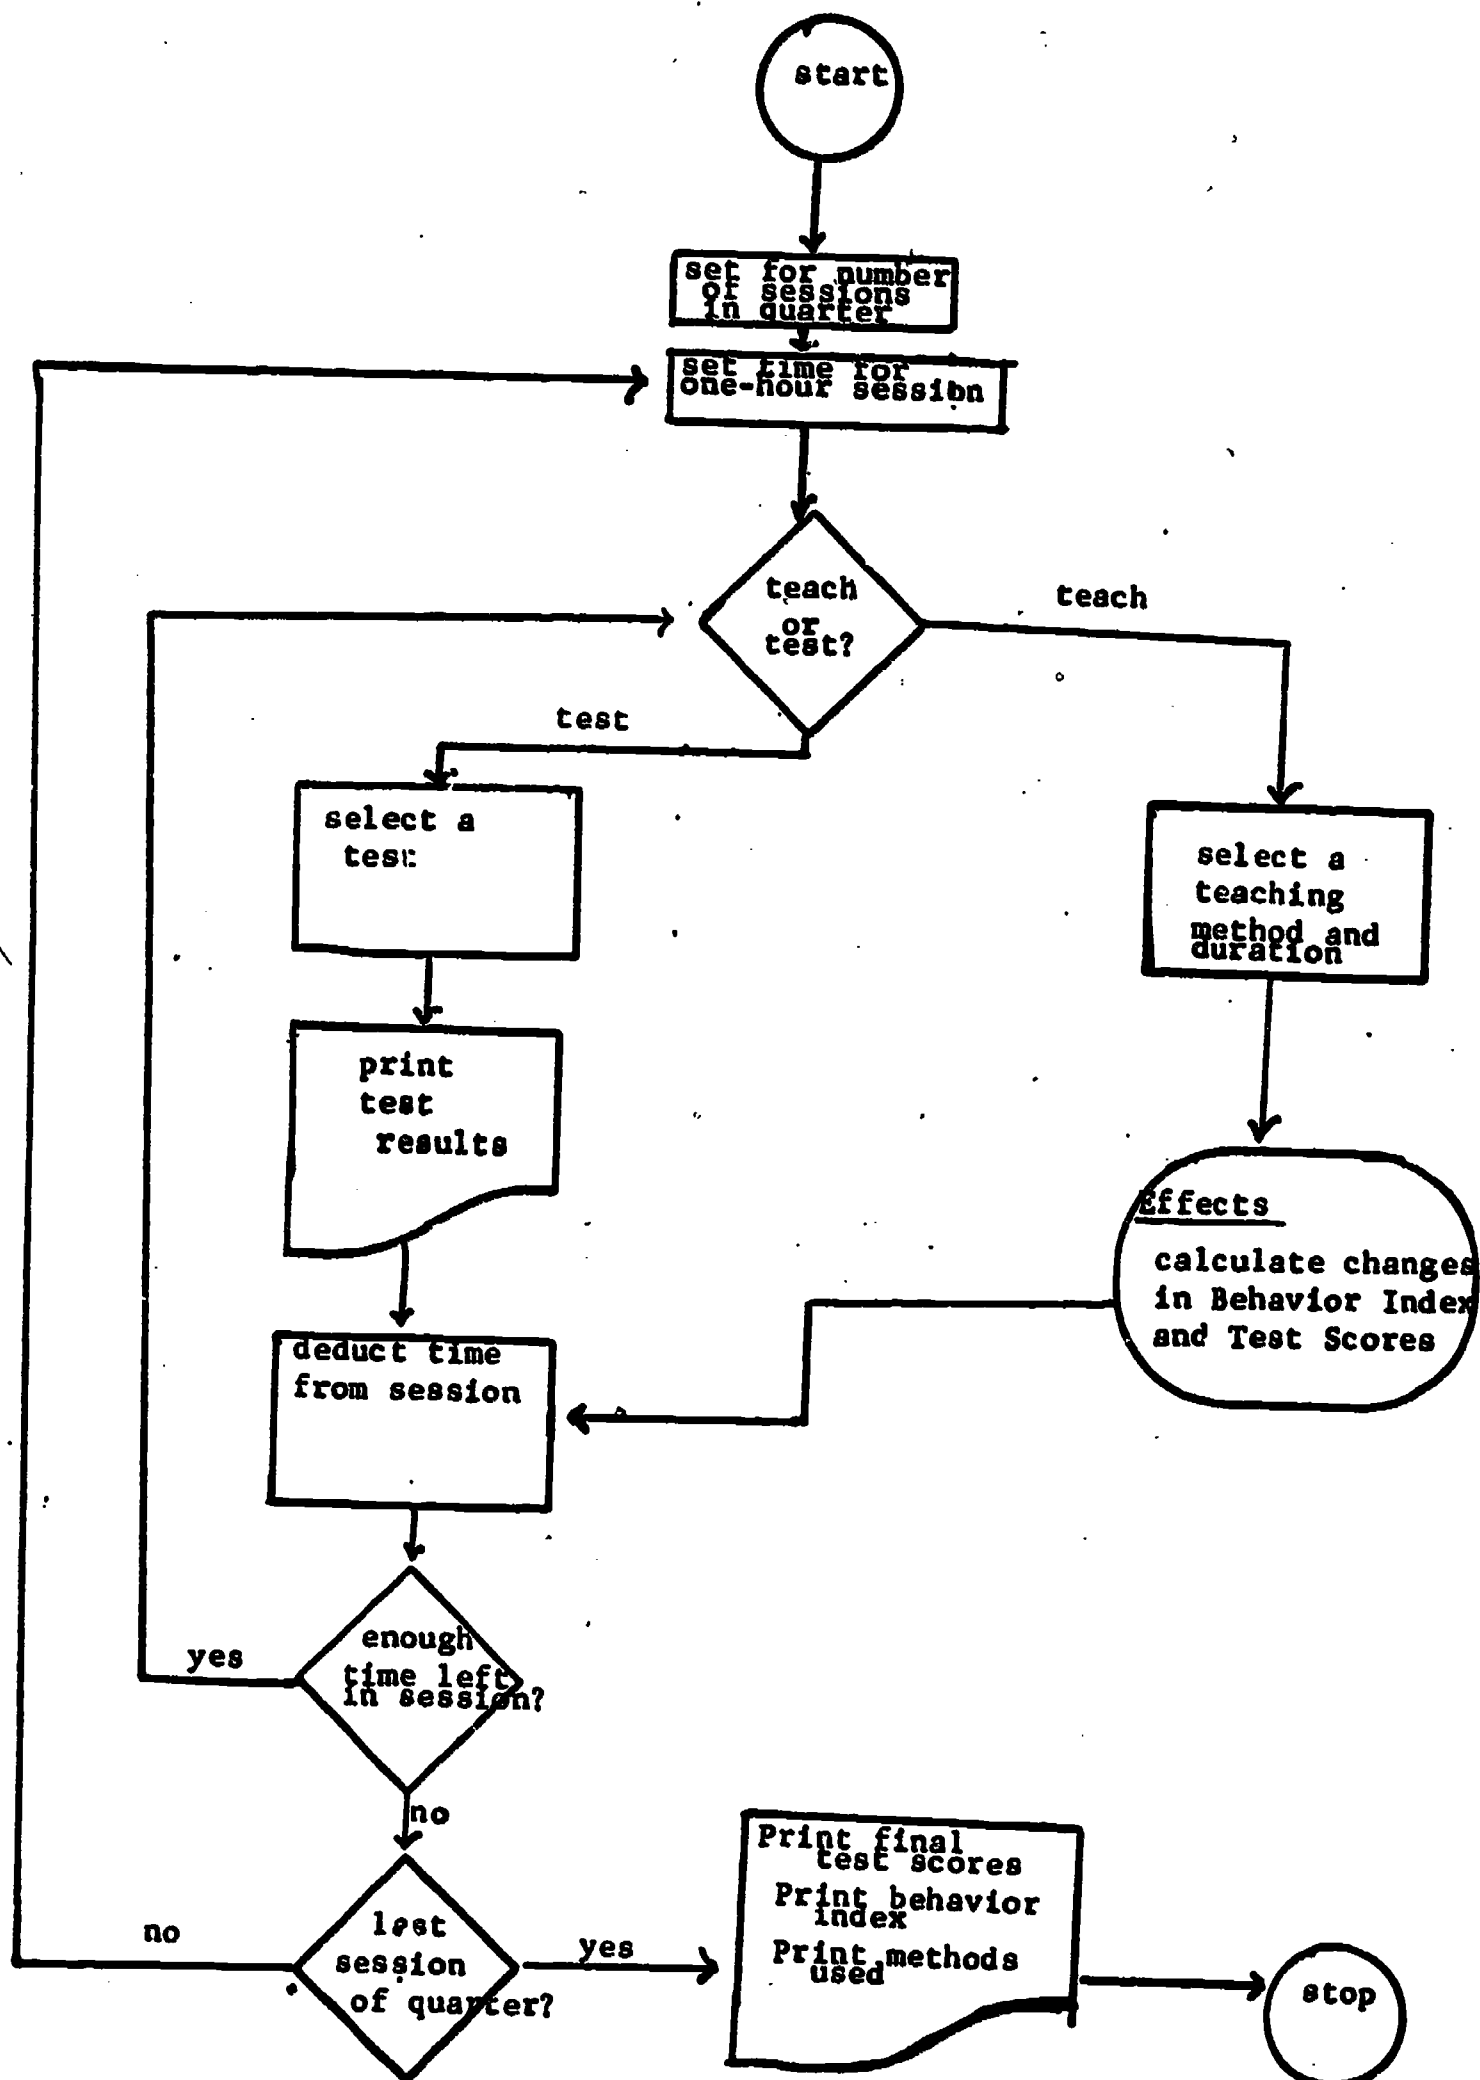 start
set for number
of sessions
in quarter
set time for
one-hour session
teach
or
test?
teach
test
select a
test
select a
teaching
method and
duration
print
test
results
Effects
calculate changes
in Behavior Index
and Test Scores
deduct time
from session
enough
time left
in session?
yes
no
last
session
of quarter?
no
yes
Print final
test scores
Print behavior
index
Print methods
used
stop